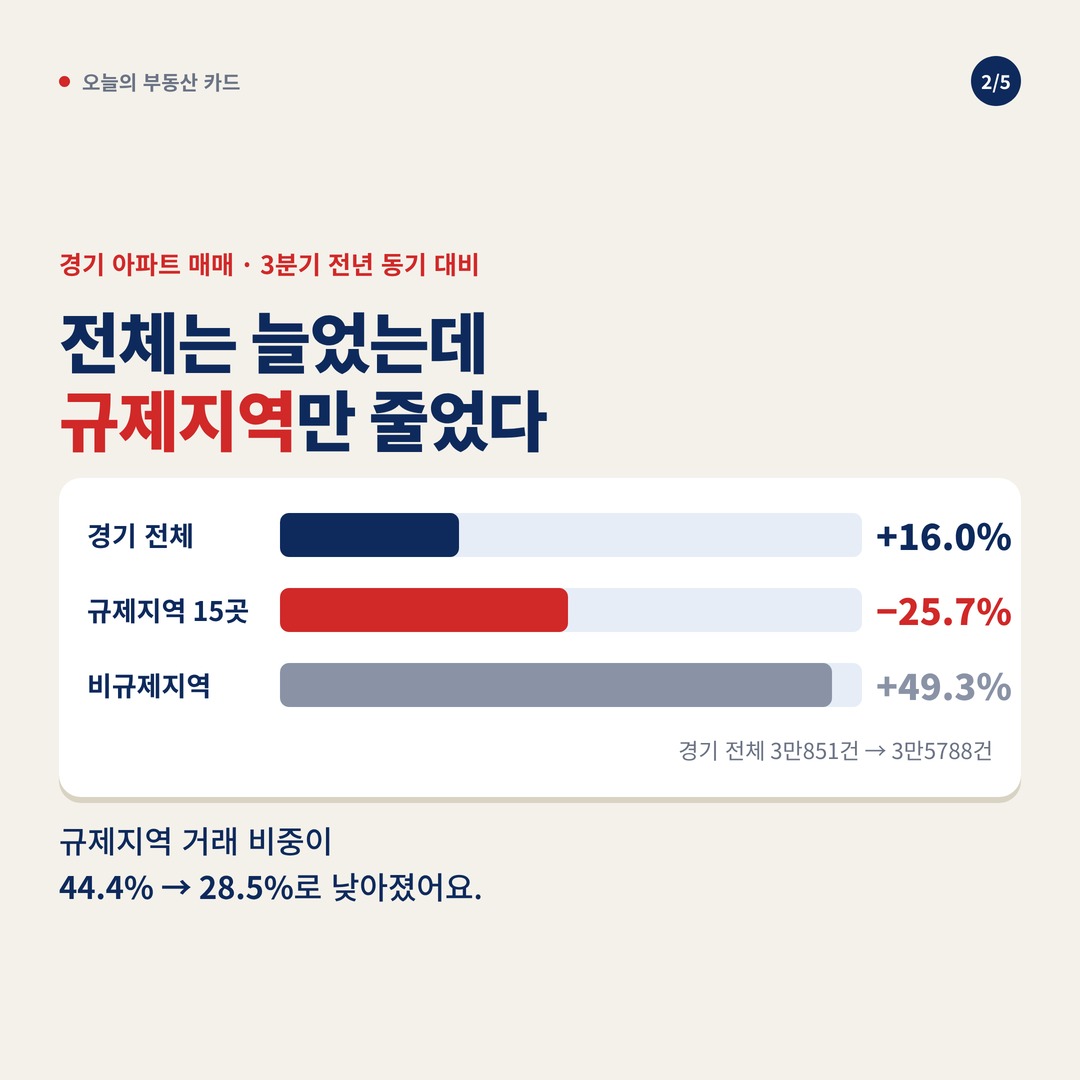 오늘의 부동산 카드
2/5
경기 아파트 매매 · 3분기 전년 동기 대비
전체는 늘었는데
규제지역만 줄었다
경기 전체 +16.0%
규제지역 15곳 −25.7%
비규제지역 +49.3%
경기 전체 3만851건 → 3만5788건
규제지역 거래 비중이
44.4% → 28.5%로 낮아졌어요.